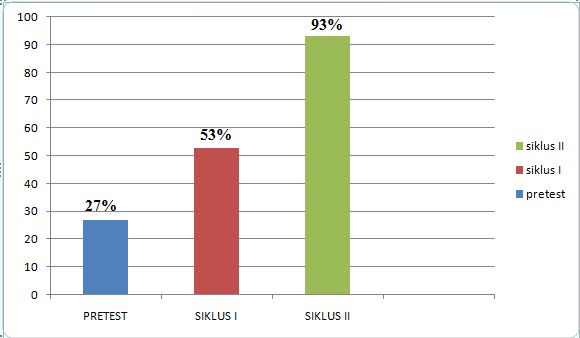 100
90
80
70
60
50
40
30
20
10
0
27%
53%
93%
PRETEST
SIKLUS I
SIKLUS II
siklus II
siklus I
pretest